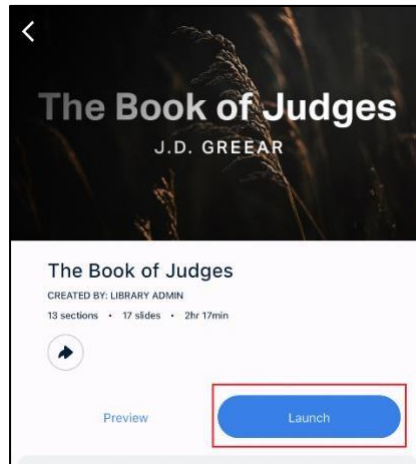 The Book of Judges
J.D. GREEAR
The Book of Judges
CREATED BY: LIBRARY ADMIN
13 sections • 17 slides • 2hr 17min
Preview Launch